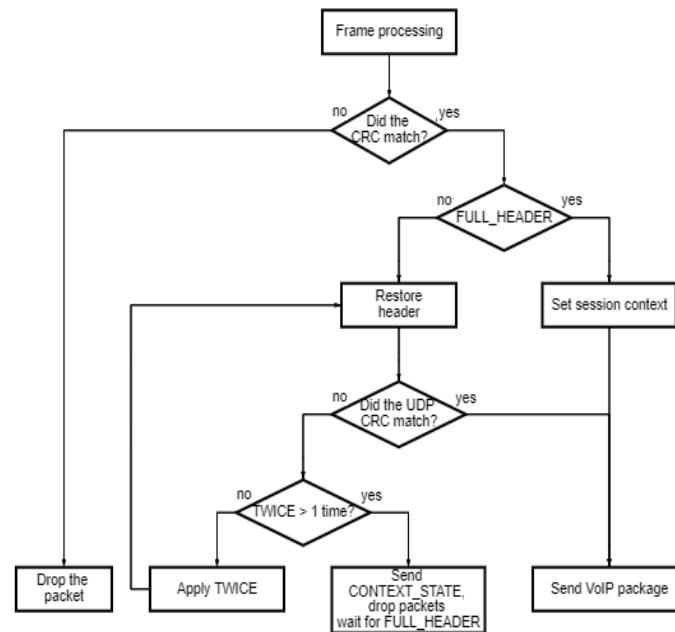 Frame processing
no
yes
Did the
CRC match?
no
yes
FULL_HEADER
Restore
header
Set session context
no
yes
Did the UDP
CRC match?
no
yes
TWICE > 1 time?
Drop the
packet
Apply TWICE
Send
CONTEXT_STATE,
drop packets
wait for FULL_HEADER
Send VoIP package